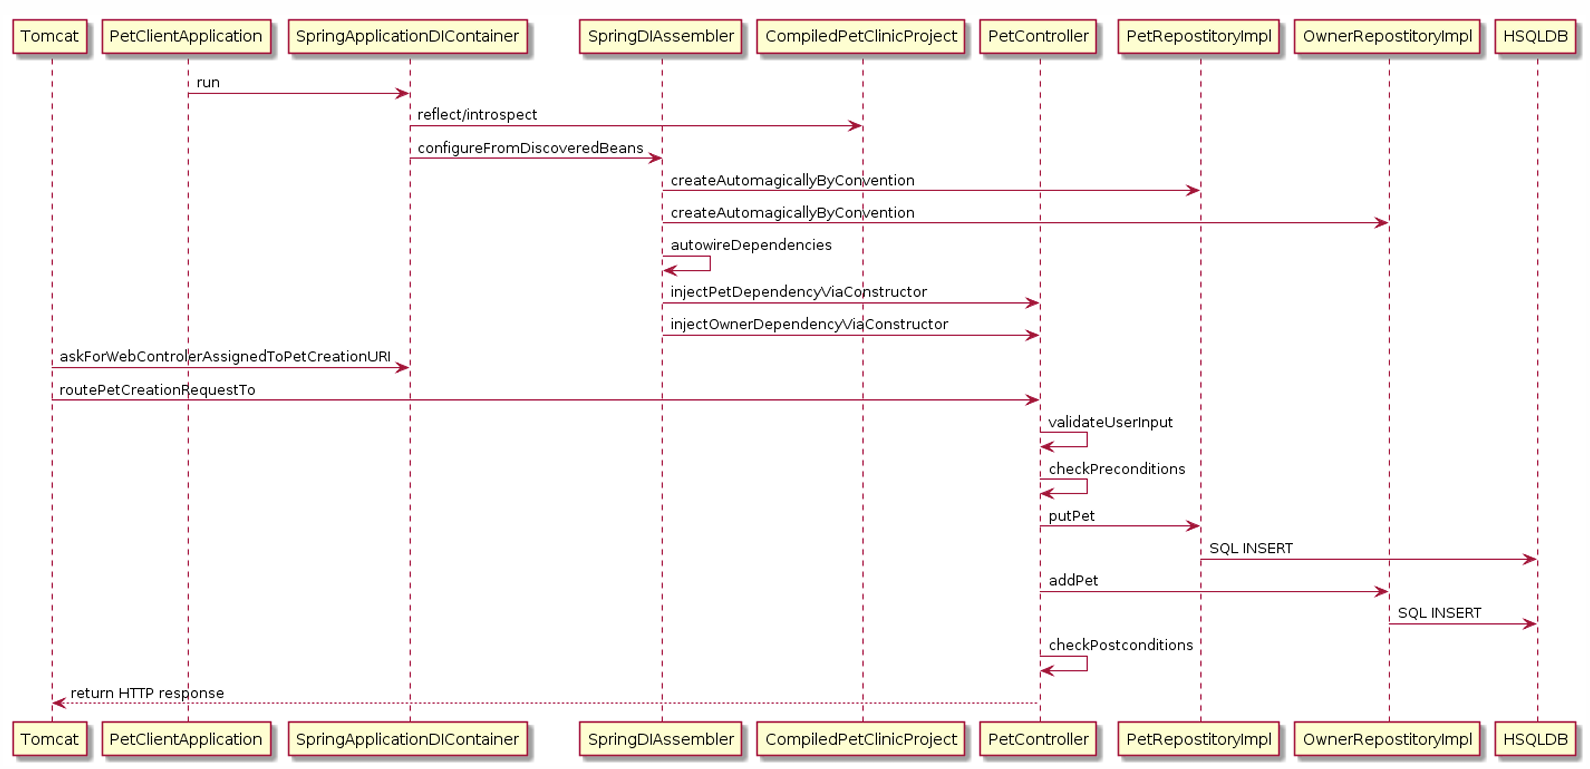 Tomcat PetClientApplication SpringApplicationDIContainer SpringDIAssembler CompiledPetClinicProject PetController PetRepostitoryImpl OwnerRepostitoryImpl HSQLDB
run
reflect/introspect
configureFromDiscoveredBeans
createAutomagicallyByConvention
createAutomagicallyByConvention
autowireDependencies
injectPetDependencyViaConstructor
injectOwnerDependencyViaConstructor
askForWebControlerAssignedToPetCreationURI
routePetCreationRequestTo
validateUserInput
checkPreconditions
putPet
SQL INSERT
addPet
SQL INSERT
checkPostconditions
return HTTP response
Tomcat PetClientApplication SpringApplicationDIContainer SpringDIAssembler CompiledPetClinicProject PetController PetRepostitoryImpl OwnerRepostitoryImpl HSQLDB